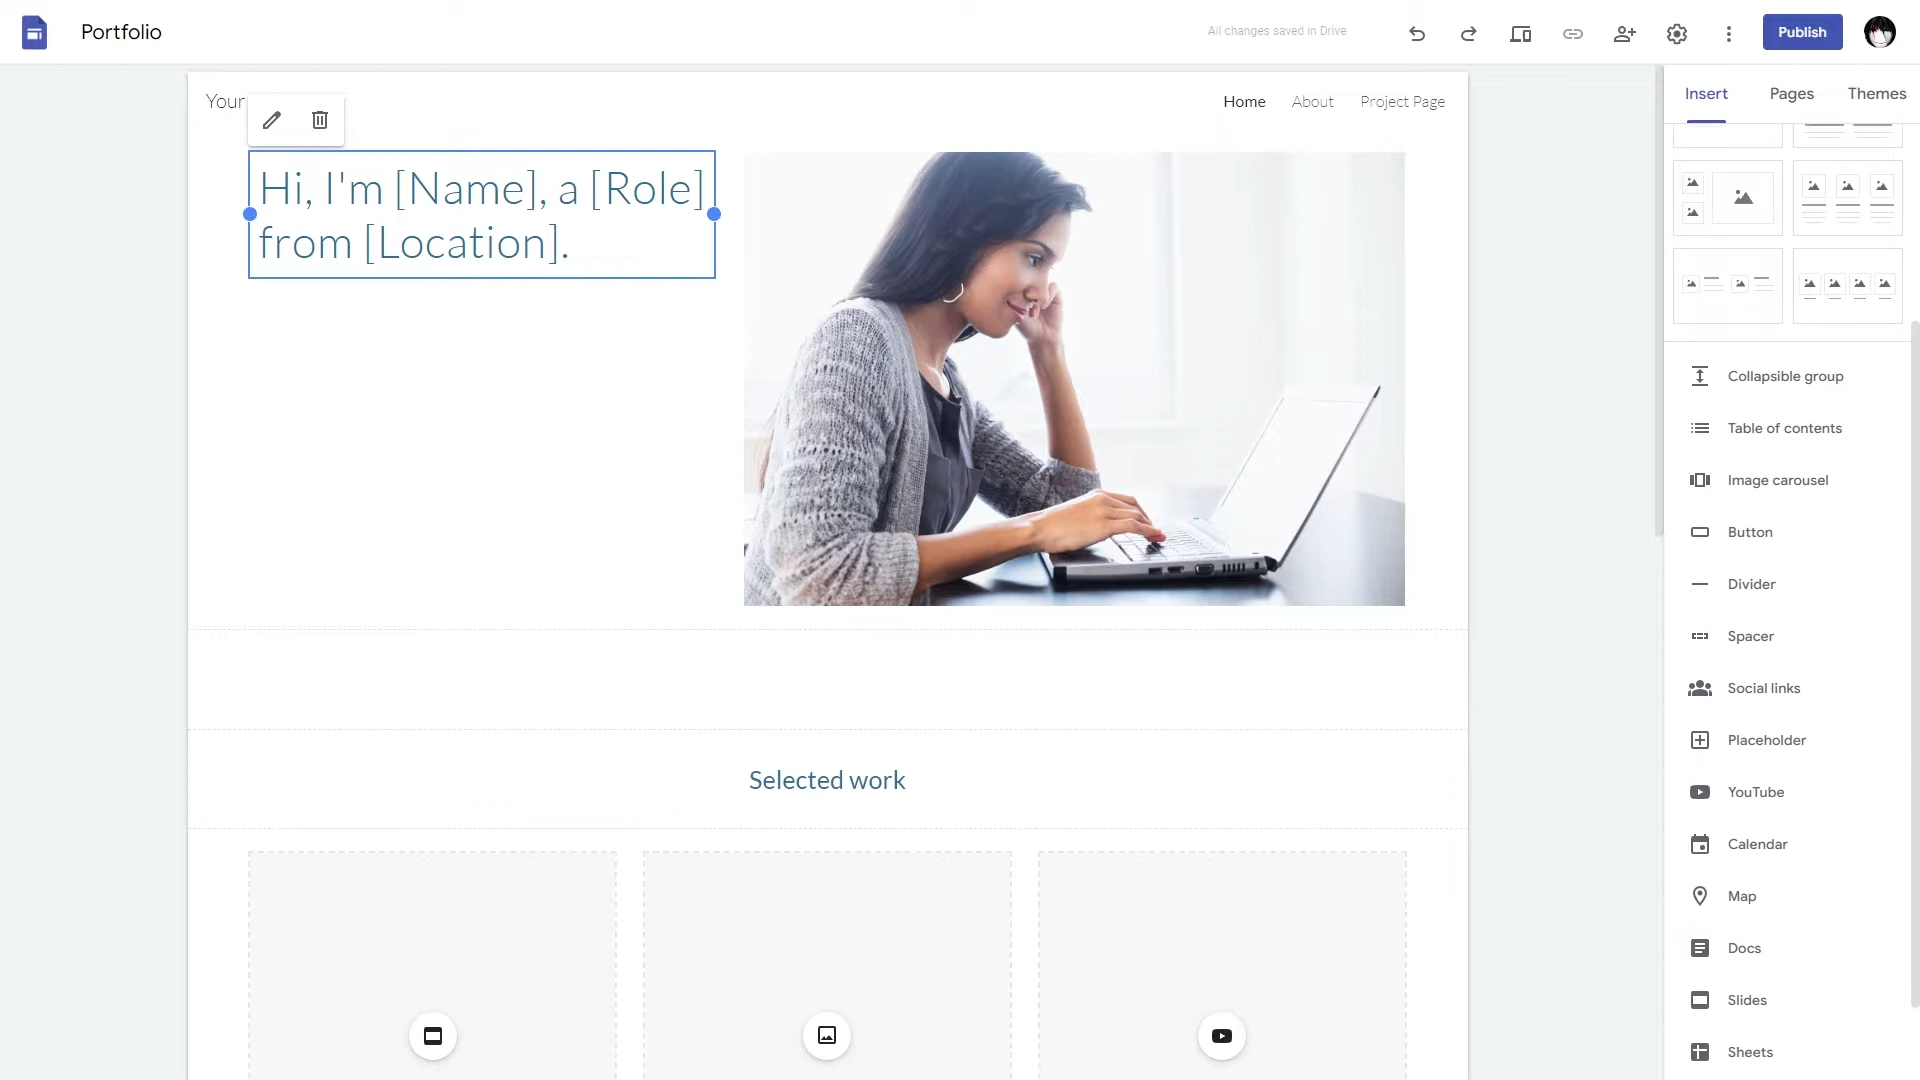 Portfolio
All changes saved in Drive
Publish
Your
Home About Project Page
Insert Pages Themes
Hi, I'm [Name], a [Role]
from [Location].
Collapsible group
Table of contents
Image carousel
Button
Divider
Spacer
Social links
Placeholder
YouTube
Calendar
Map
Docs
Slides
Sheets
Selected work